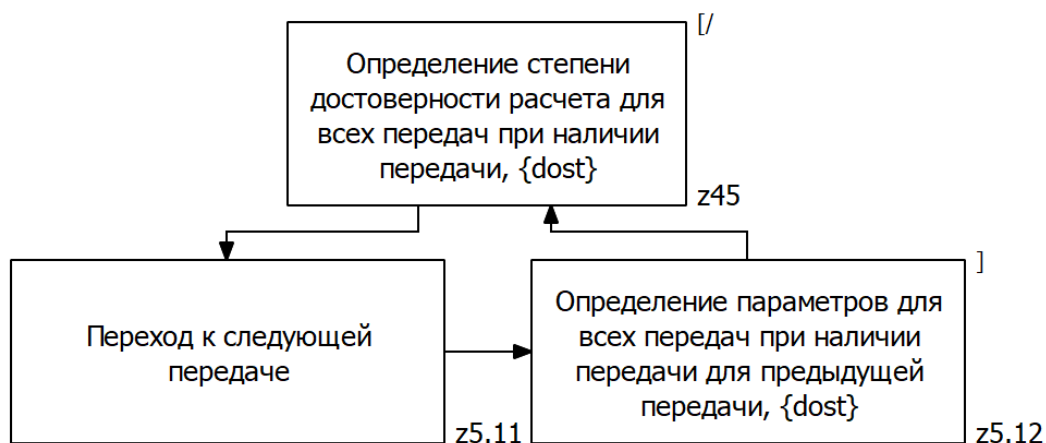 [/
Определение степени
достоверности расчета для
всех передач при наличии
передачи, {dost}
z45
Переход к следующей
передаче
z5.11
]
Определение параметров для
всех передач при наличии
передачи для предыдущей
передачи, {dost}
z5.12